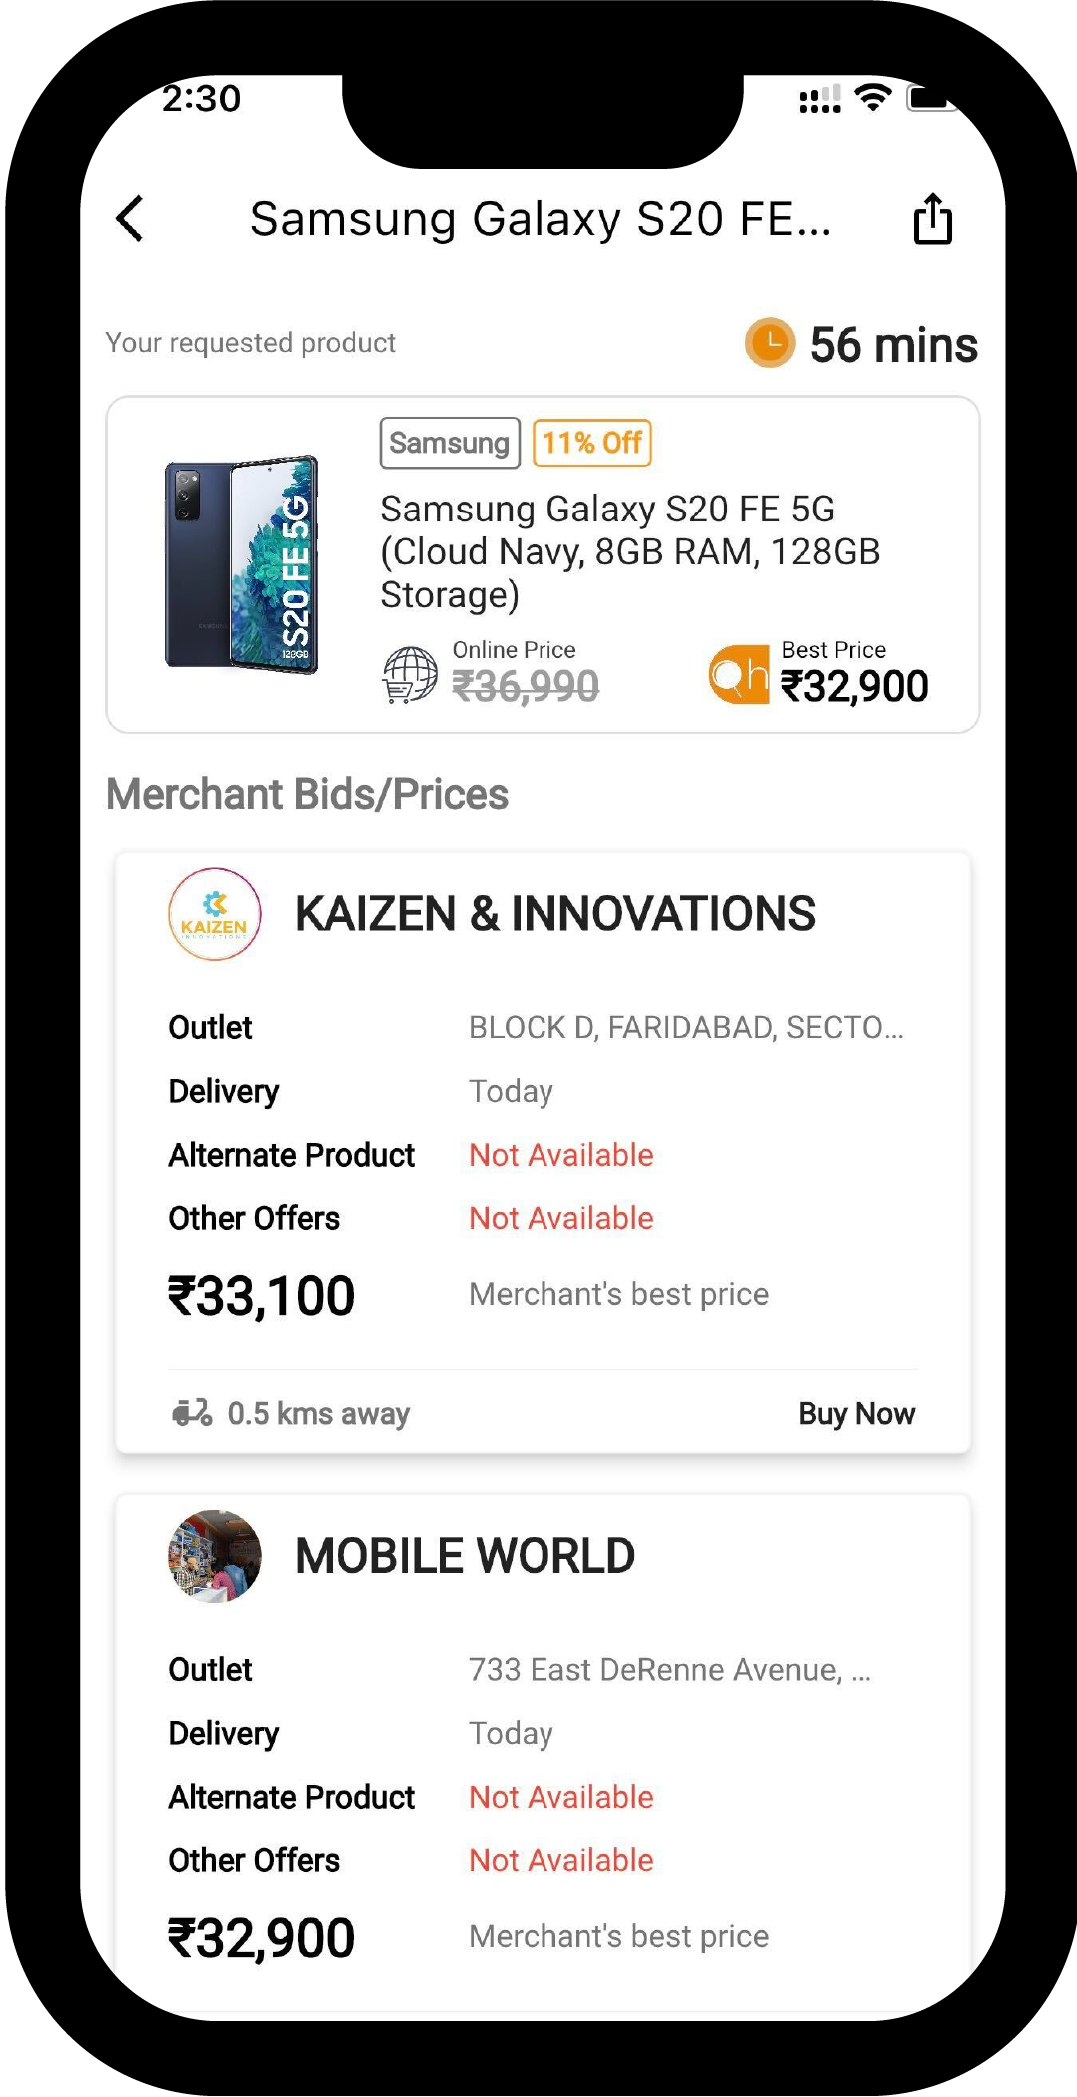 2:30
Samsung Galaxy S20 FE...
Your requested product
56 mins
Samsung
11% Off
Samsung Galaxy S20 FE 5G
(Cloud Navy, 8GB RAM, 128GB
Storage)
S20 FE 5G
128GB
SAMSUNG
Online Price
₹36,990
h
Best Price
₹32,900
Merchant Bids/Prices
KAIZEN
INNOVATIONS
KAIZEN & INNOVATIONS
Outlet BLOCK D, FARIDABAD, SECTO...
Delivery Today
Alternate Product Not Available
Other Offers Not Available
₹33,100 Merchant's best price
0.5 kms away Buy Now
MOBILE WORLD
Outlet 733 East DeRenne Avenue, ...
Delivery Today
Alternate Product Not Available
Other Offers Not Available
₹32,900 Merchant's best price